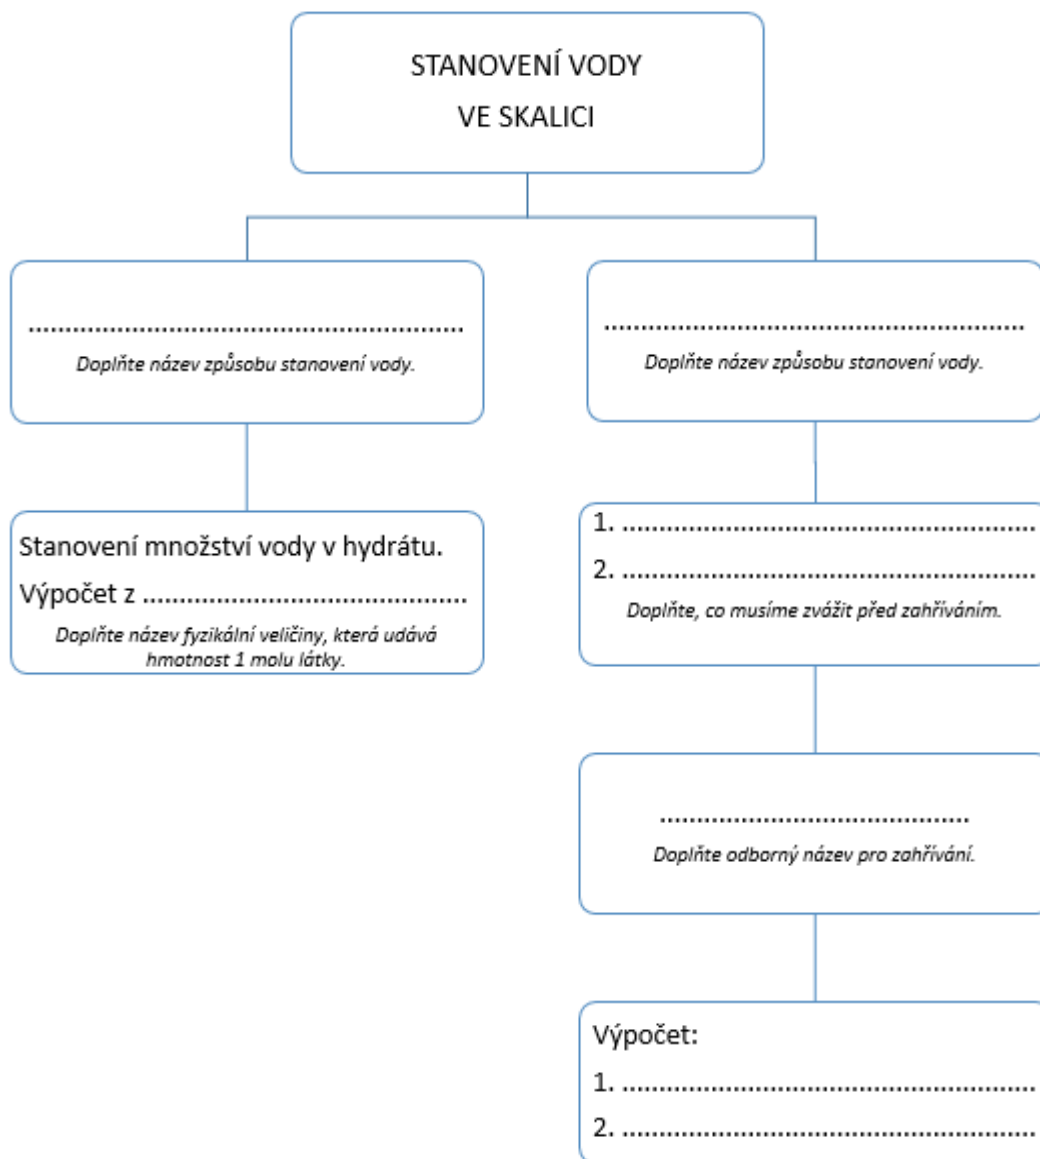 STANOVENÍ VODY
VE SKALICI
................................................................
Doplňte název způsobu stanovení vody.
................................................................
Doplňte název způsobu stanovení vody.
Stanovení množství vody v hydrátu.
Výpočet z ................................................
Doplňte název fyzikální veličiny, která udává
hmotnost 1 molu látky.
1. ............................................................
2. ............................................................
Doplňte, co musíme zvážit před zahříváním.
..............................................
Doplňte odborný název pro zahřívání.
Výpočet:
1. ............................................................
2. ............................................................